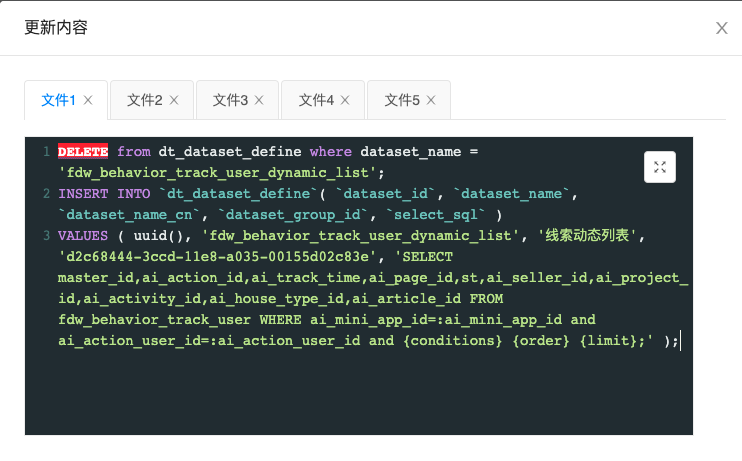 更新内容
文件1 文件2 文件3 文件4 文件5
1 DELETE from dt_dataset_define where dataset_name =
'fdw_behavior_track_user_dynamic_list';
2 INSERT INTO `dt_dataset_define`( `dataset_id`, `dataset_name`,
`dataset_name_cn`, `dataset_group_id`, `select_sql` )
3 VALUES ( uuid(), 'fdw_behavior_track_user_dynamic_list', '线索动态列表',
'd2c68444-3ccd-11e8-a035-00155d02c83e', 'SELECT
master_id,ai_action_id,ai_track_time,ai_page_id,st,ai_seller_id,ai_project_
id,ai_activity_id,ai_house_type_id,ai_article_id FROM
fdw_behavior_track_user WHERE ai_mini_app_id=:ai_mini_app_id and
ai_action_user_id=:ai_action_user_id and {conditions} {order} {limit};' );